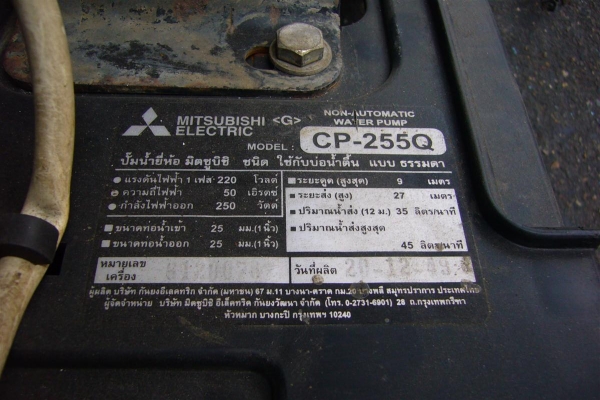 MITSUBISHI <G> NON-AUTOMATIC
ELECTRIC WATER PUMP
MODEL : CP-255Q
ปั๊มน้ำยี่ห้อ มิตซูบิชิ ชนิด ใช้กับบ่อน้ำตื้น แบบ ธรรมดา
แรงดันไฟฟ้า 1 เฟส 220 โวลต์
ความถี่ไฟฟ้า 50 เฮิรตซ์
กำลังไฟฟ้าออก 250 วัตต์
ขนาดท่อน้ำเข้า 25 มม.(1นิ้ว)
ขนาดท่อน้ำออก 25 มม.(1นิ้ว)
ระยะดูด (สูงสุด) 9 เมตร
ระยะส่ง (สูง) 27 เมตร
ปริมาณน้ำส่ง (12 ม.) 35 ลิตร/นาที
ปริมาณน้ำส่งสูงสุด
45 ลิตร/นาที
หมายเลข
เครื่อง
วันที่ผลิต
ผู้ผลิต บริษัท กันยงอีเลคทริก จำกัด (มหาชน) 67 ม.11 บางนา-ตราด กม.20 บางพลี สมุทรปราการ ประเทศไทย
ผู้จัดจำหน่าย บริษัท มิตซูบิชิ อีเล็คทริค กันยงวัฒนา จำกัด (โทร. 0-2731-6901) 28 ถ.กรุงเทพกรีฑา
หัวหมาก บางกะปิ กรุงเทพฯ 10240